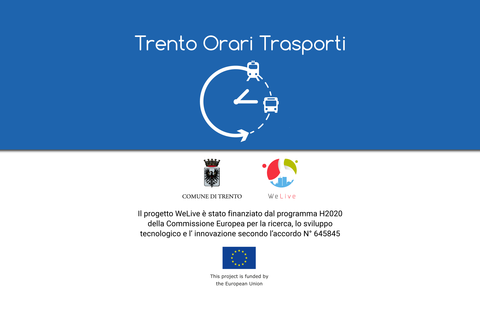 Trento Orari Trasporti
COMUNE DI TRENTO
WeLive
Il progetto WeLive è stato finanziato dal programma H2020
della Commissione Europea per la ricerca, lo sviluppo
tecnologico e l' innovazione secondo l'accordo N° 645845
This project is funded by
the European Union